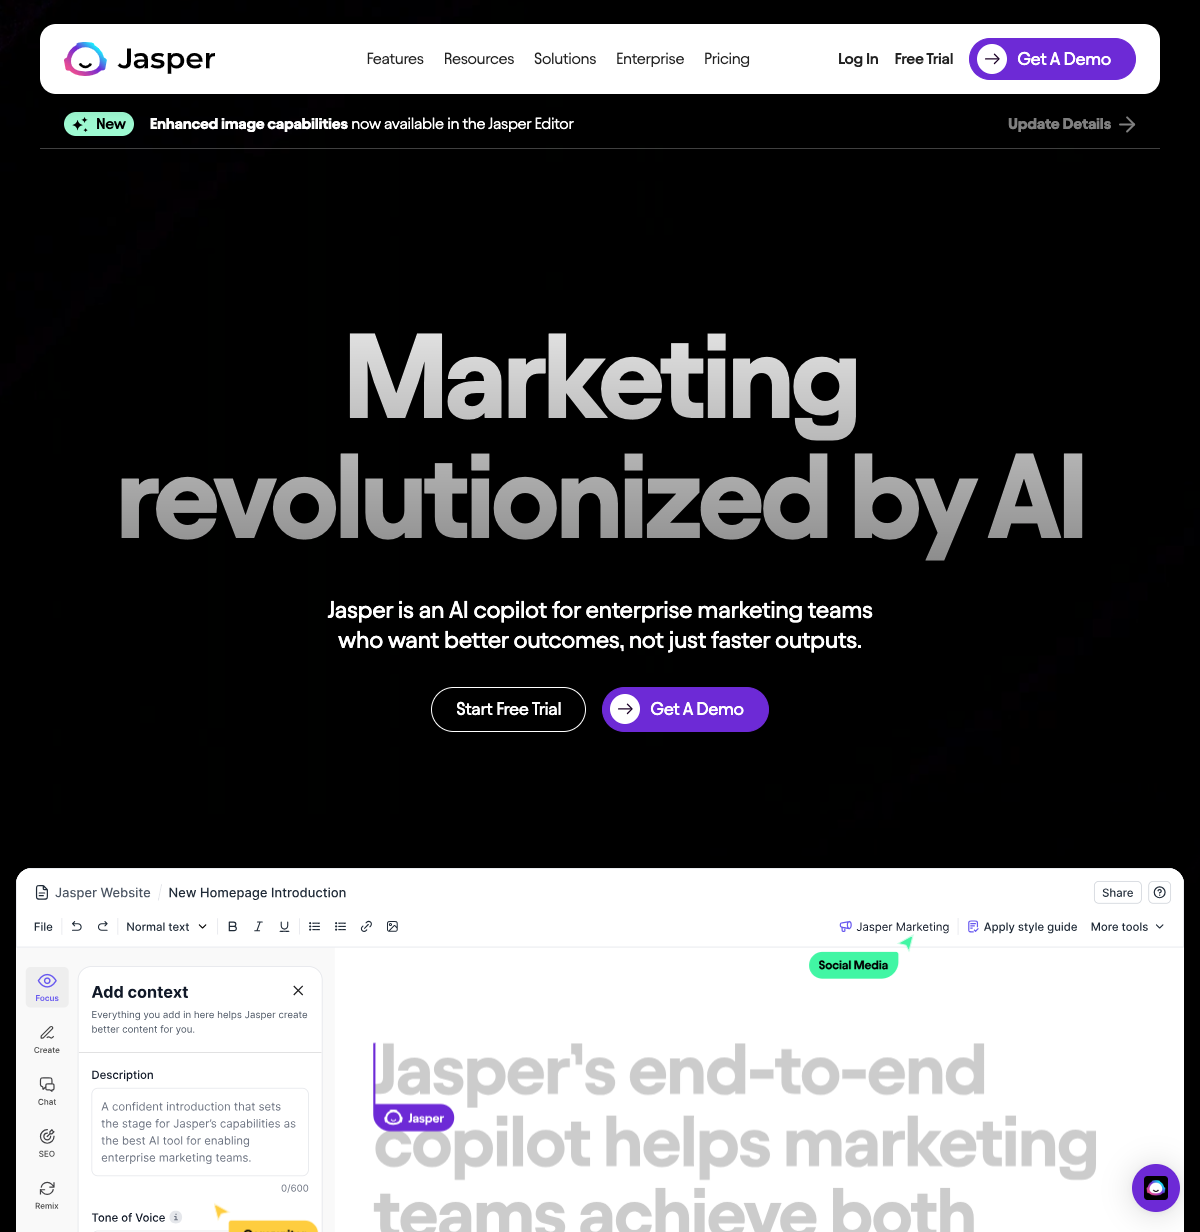 Jasper
Features Resources Solutions Enterprise Pricing
Log In Free Trial Get A Demo
New Enhanced image capabilities now available in the Jasper Editor Update Details
Marketing
revolutionized by AI
Jasper is an AI copilot for enterprise marketing teams
who want better outcomes, not just faster outputs.
Start Free Trial Get A Demo
Jasper Website / New Homepage Introduction Share
File Normal text B I U Jasper Marketing Apply style guide More tools
Social Media
Focus
Create
Chat
SEO
Remix
Add context
Everything you add in here helps Jasper create
better content for you.
Description
A confident introduction that sets
the stage for Jasper's capabilities as
the best AI tool for enabling
enterprise marketing teams.
0/600
Tone of Voice i
Jasper's end-to-end
Jasper
copilot helps marketing
teams achieve both